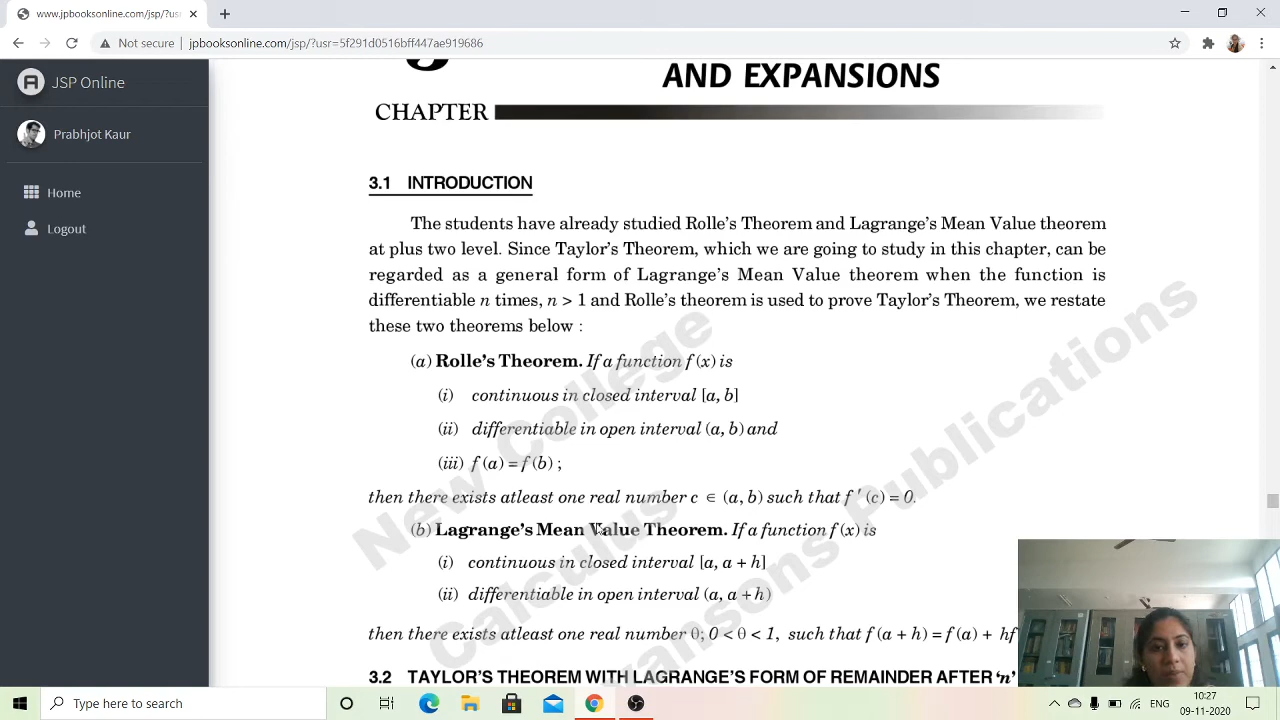 www.jpbooksonline.com/jsp/?us
Not secure | jpbooksonline.com/jsp/?usr=5f291d0516bff447ae919686
JSP Online
Prabhjot Kaur
Home
Logout
AND EXPANSIONS
CHAPTER
3.1 INTRODUCTION
The students have already studied Rolle's Theorem and Lagrange's Mean Value theorem
at plus two level. Since Taylor's Theorem, which we are going to study in this chapter, can be
regarded as a general form of Lagrange's Mean Value theorem when the function is
differentiable n times, n > 1 and Rolle's theorem is used to prove Taylor's Theorem, we restate
these two theorems below :
(a) Rolle's Theorem. If a function f (x) is
(i) continuous in closed interval [a, b]
(ii) differentiable in open interval (a, b) and
(iii) f (a) = f (b) ;
then there exists atleast one real number c ∈ (a, b) such that f ′ (c) = 0.
(b) Lagrange's Mean Value Theorem. If a function f (x) is
(i) continuous in closed interval [a, a + h]
(ii) differentiable in open interval (a, a + h)
then there exists atleast one real number θ; 0 < θ < 1, such that f (a + h) = f (a) + hf
3.2 TAYLOR'S THEOREM WITH LAGRANGE'S FORM OF REMAINDER AFTER 'n'
New College
Calculus
Publications
Type here to search
10:27
09-11-2020